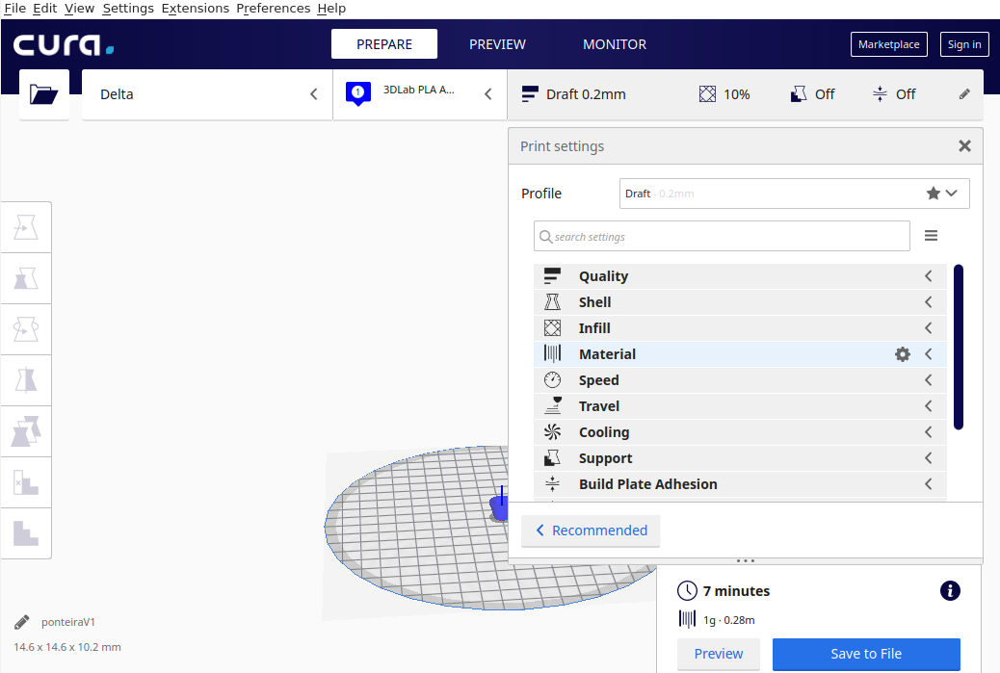 File Edit View Settings Extensions Preferences Help
cura.
PREPARE PREVIEW MONITOR
Marketplace Sign in
Delta
1 3DLab PLA A...
Draft 0.2mm 10% Off Off
Print settings
Profile Draft - 0.2mm
search settings
Quality
Shell
Infill
Material
Speed
Travel
Cooling
Support
Build Plate Adhesion
Recommended
7 minutes
1g · 0.28m
Preview Save to File
ponteiraV1
14.6 x 14.6 x 10.2 mm